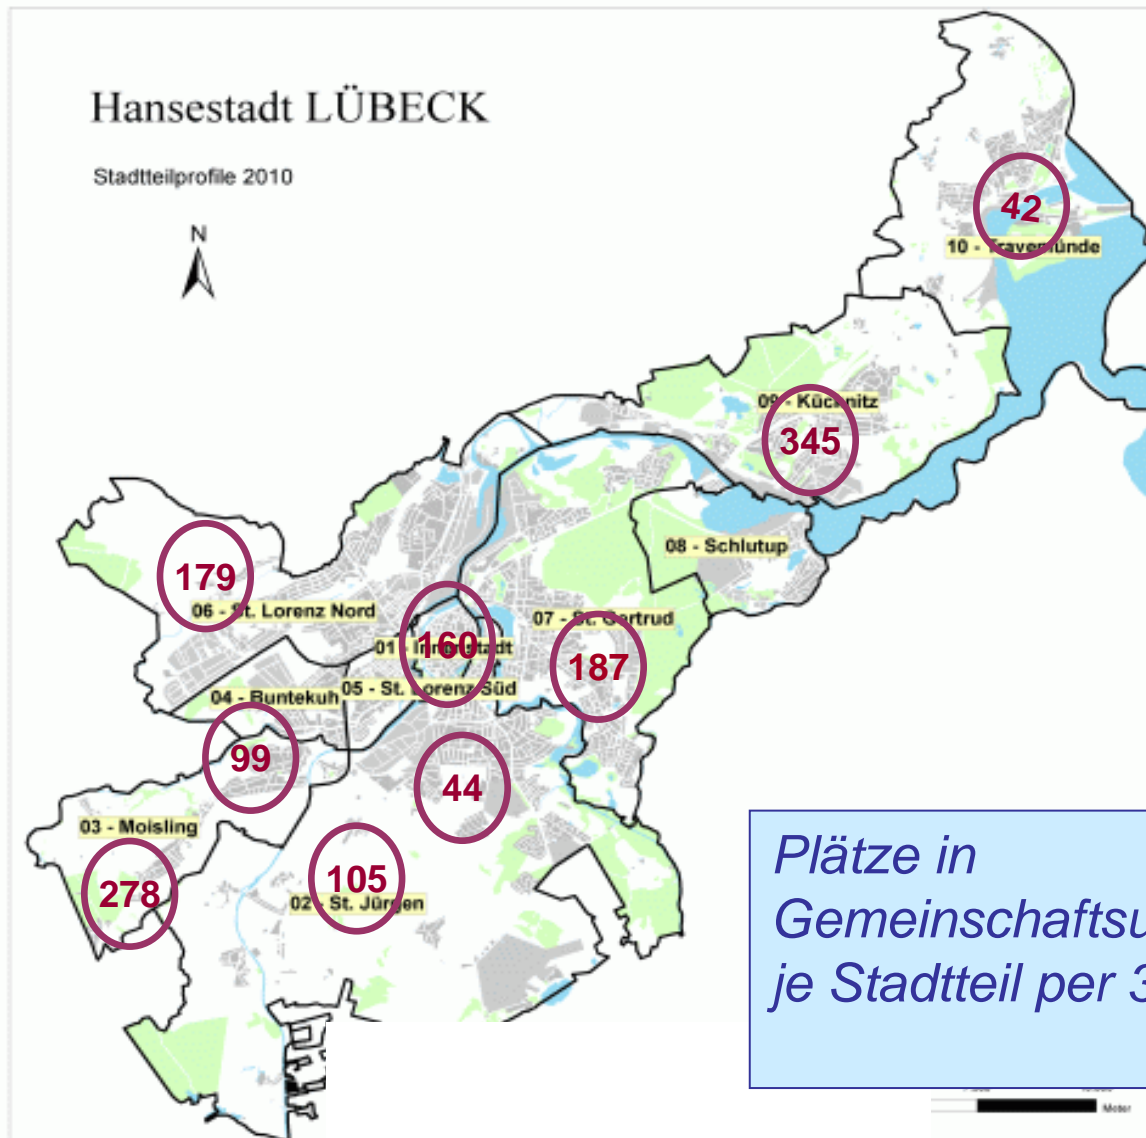 Hansestadt LÜBECK
Stadtteilprofile 2010
N
42
10 - Travemünde
09 - Kücknitz
345
08 - Schlutup
179
06 - St. Lorenz Nord
07 - St. Gertrud
01 - Innenstadt
160
187
05 - St. Lorenz Süd
04 - Buntekuh
99
44
03 - Moisling
278
105
02 - St. Jürgen
Plätze in
Gemeinschaftsu
je Stadtteil per 3
Meter